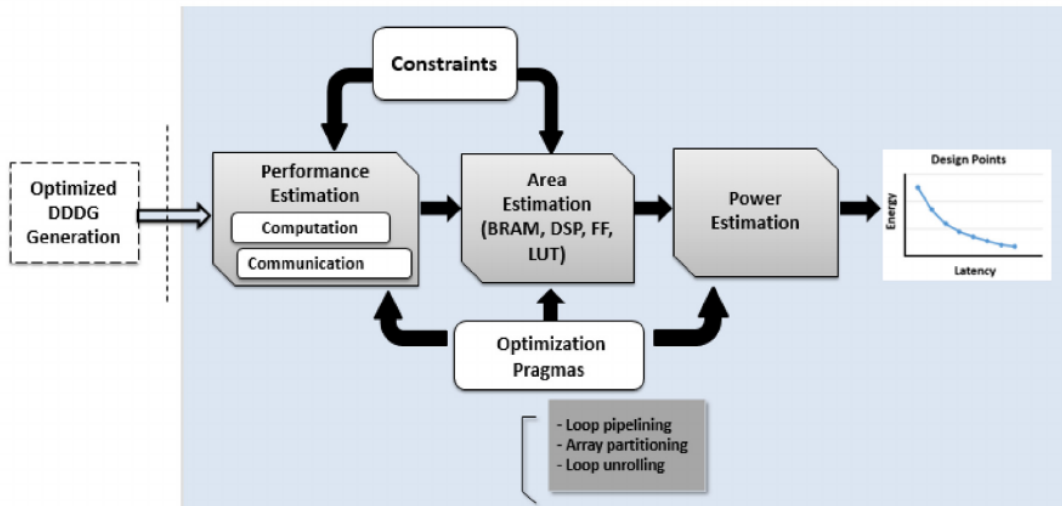 Constraints
Optimized
DDDG
Generation
Performance
Estimation
Computation
Communication
Area
Estimation
(BRAM, DSP, FF,
LUT)
Power
Estimation
Design Points
Energy
Latency
Optimization
Pragmas
- Loop pipelining
- Array partitioning
- Loop unrolling